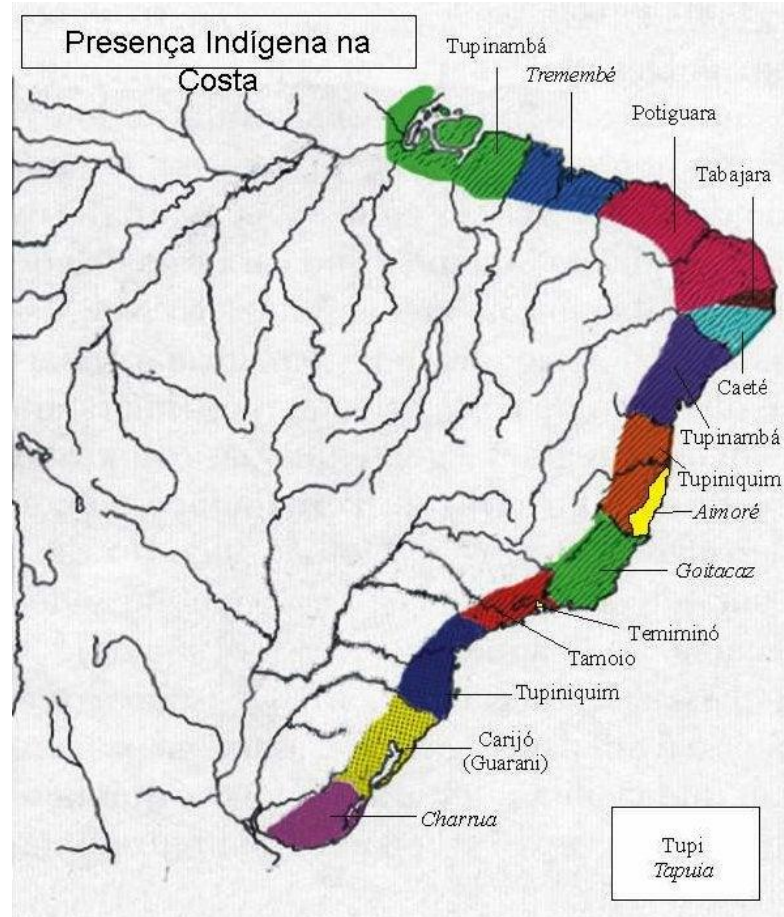 Presença Indígena na
Costa
Tupinambá
Tremembé
Potiguara
Tabajara
Caeté
Tupinambá
Tupiniquim
Aimoré
Goitacaz
Temiminó
Tamoio
Tupiniquim
Carijó
(Guarani)
Charrua
Tupi
Tapuia